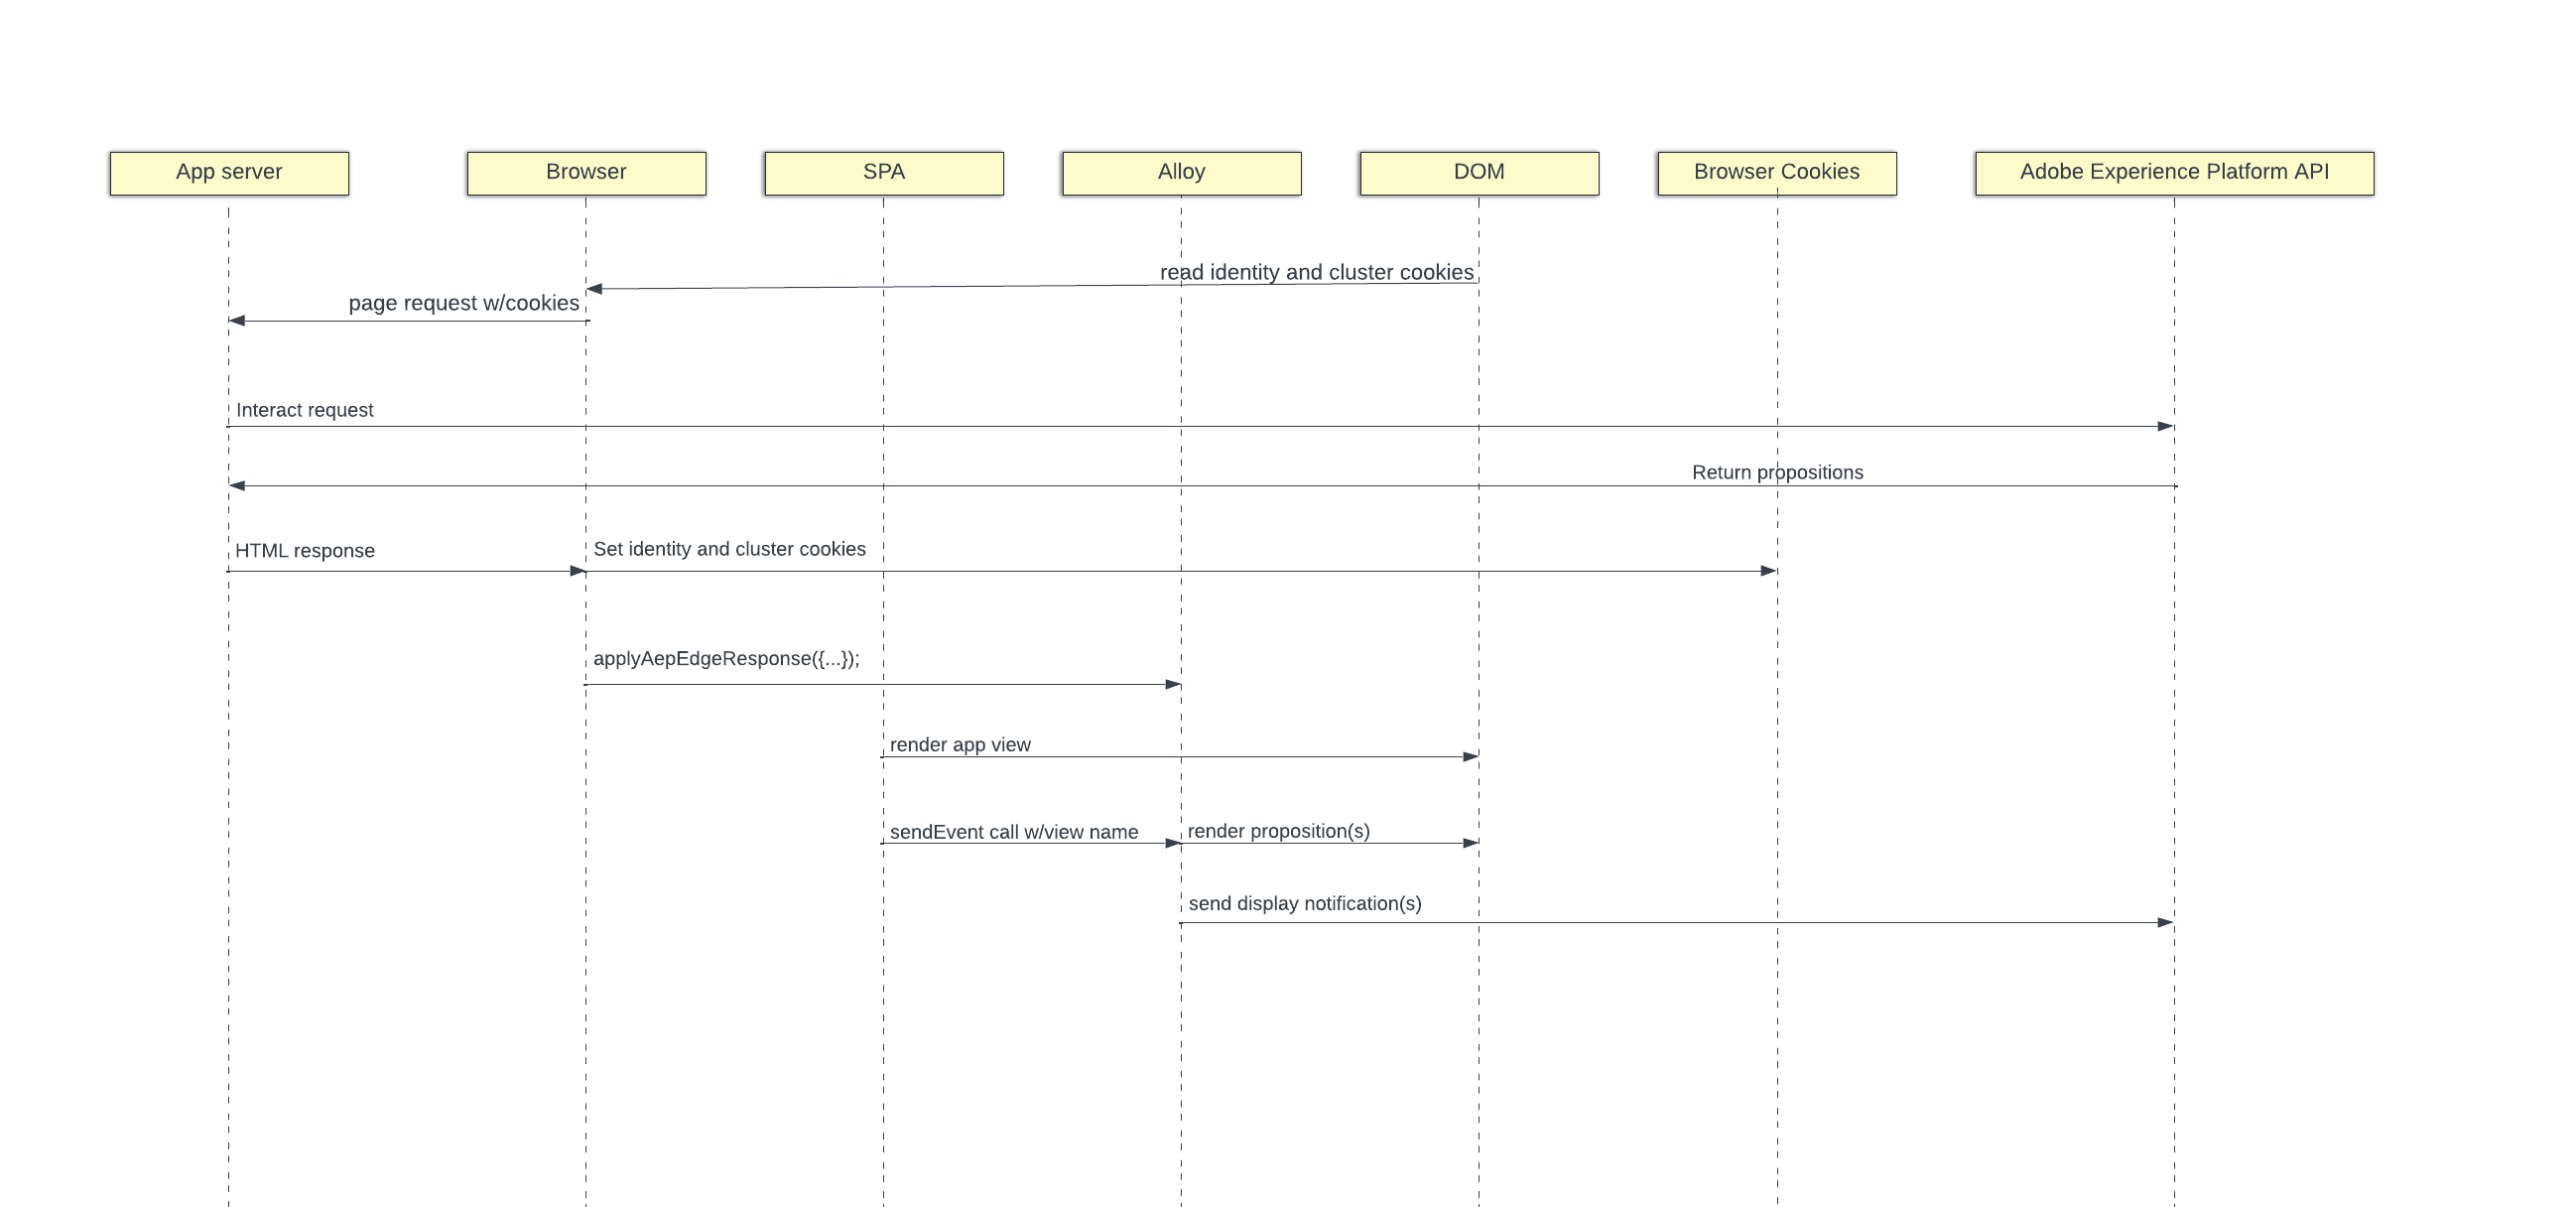 App server
Browser
SPA
Alloy
DOM
Browser Cookies
Adobe Experience Platform API
read identity and cluster cookies
page request w/cookies
Interact request
Return propositions
HTML response
Set identity and cluster cookies
applyAepEdgeResponse({...});
render app view
sendEvent call w/view name
render proposition(s)
send display notification(s)